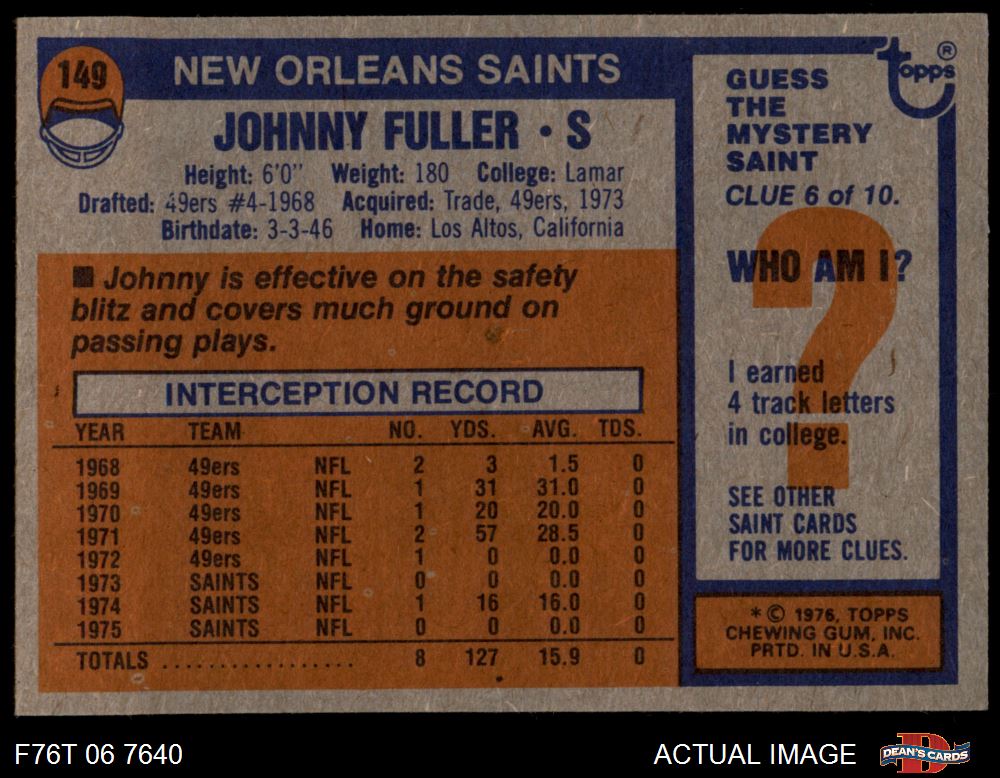 149
NEW ORLEANS SAINTS
JOHNNY FULLER • S
Height: 6'0" Weight: 180 College: Lamar
Drafted: 49ers #4-1968 Acquired: Trade, 49ers, 1973
Birthdate: 3-3-46 Home: Los Altos, California
■ Johnny is effective on the safety
blitz and covers much ground on
passing plays.
INTERCEPTION RECORD
YEAR TEAM NO. YDS. AVG. TDS.
1968 49ers NFL 2 3 1.5 0
1969 49ers NFL 1 31 31.0 0
1970 49ers NFL 1 20 20.0 0
1971 49ers NFL 2 57 28.5 0
1972 49ers NFL 1 0 0.0 0
1973 SAINTS NFL 0 0 0.0 0
1974 SAINTS NFL 1 16 16.0 0
1975 SAINTS NFL 0 0 0.0 0
TOTALS .................. 8 127 15.9 0
topps®
GUESS
THE
MYSTERY
SAINT
CLUE 6 of 10.
WHO AM I?
?
I earned
4 track letters
in college.
SEE OTHER
SAINT CARDS
FOR MORE CLUES.
*© 1976, TOPPS
CHEWING GUM, INC.
PRTD. IN U.S.A.
F76T 06 7640
ACTUAL IMAGE
DEAN'S CARDS